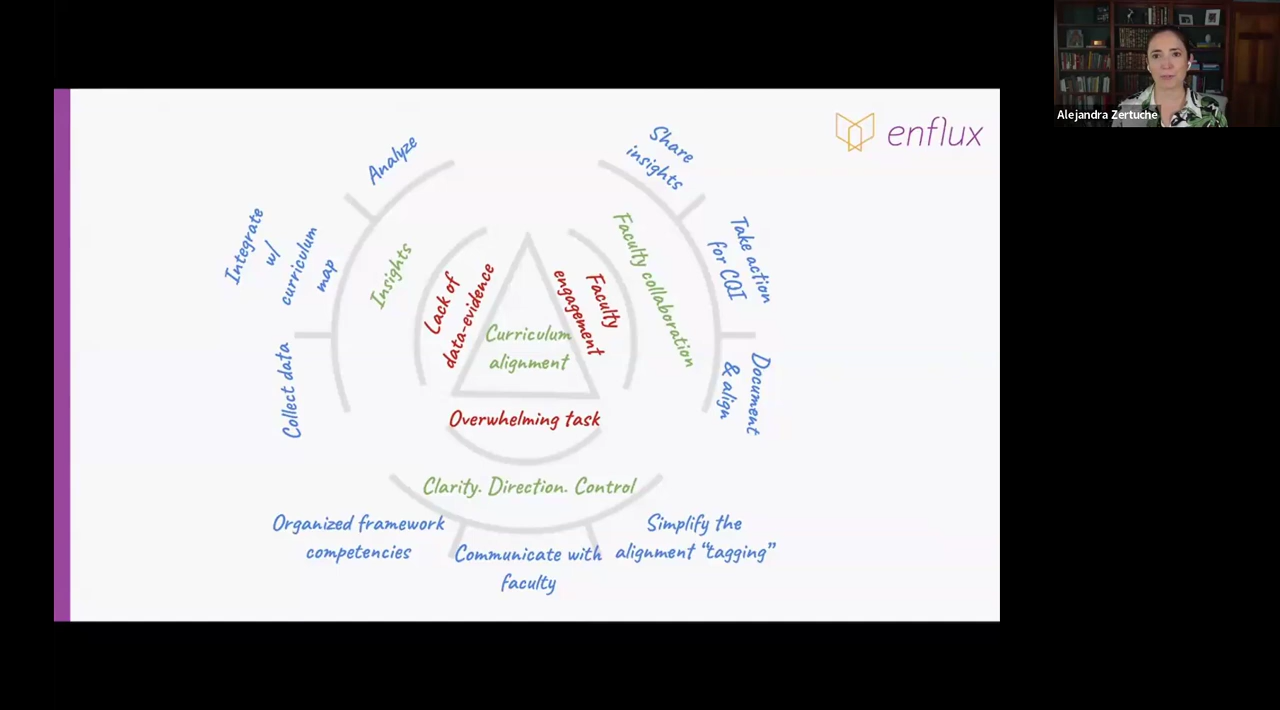 Alejandra Zertuche
enflux
Analyze
Integrate
w/
curriculum
map
Collect data
Insights
Lack of
data-evidence
Share
insights
Take action
for CQI
Document
& align
Faculty collaboration
Faculty
engagement
Curriculum
alignment
Overwhelming task
Clarity. Direction. Control
Organized framework
competencies
Communicate with
faculty
Simplify the
alignment “tagging”